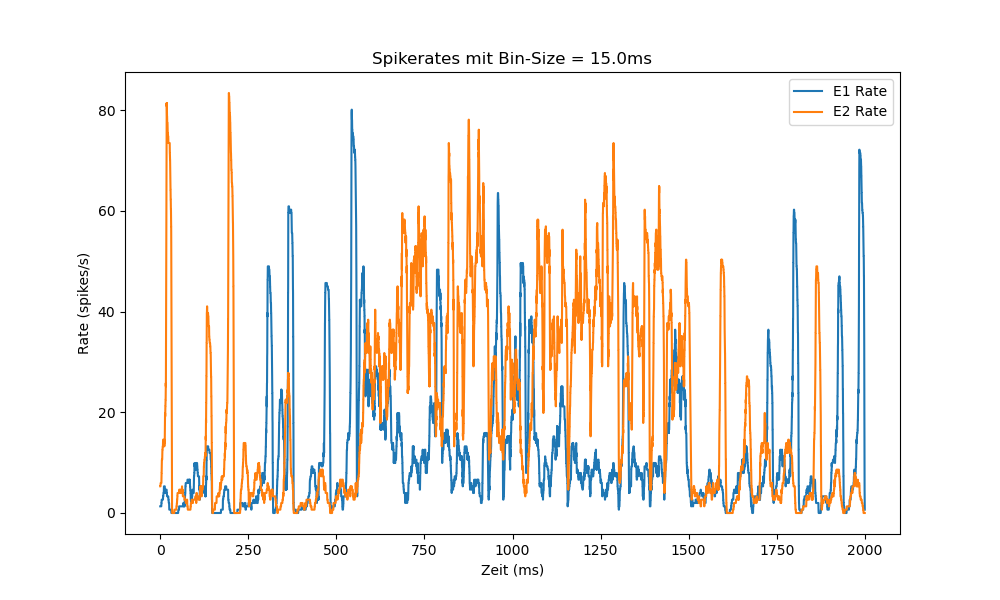 Spikerates mit Bin-Size = 15.0ms
E1 Rate
E2 Rate
80
60
40
20
0
Rate (spikes/s)
0 250 500 750 1000 1250 1500 1750 2000
Zeit (ms)